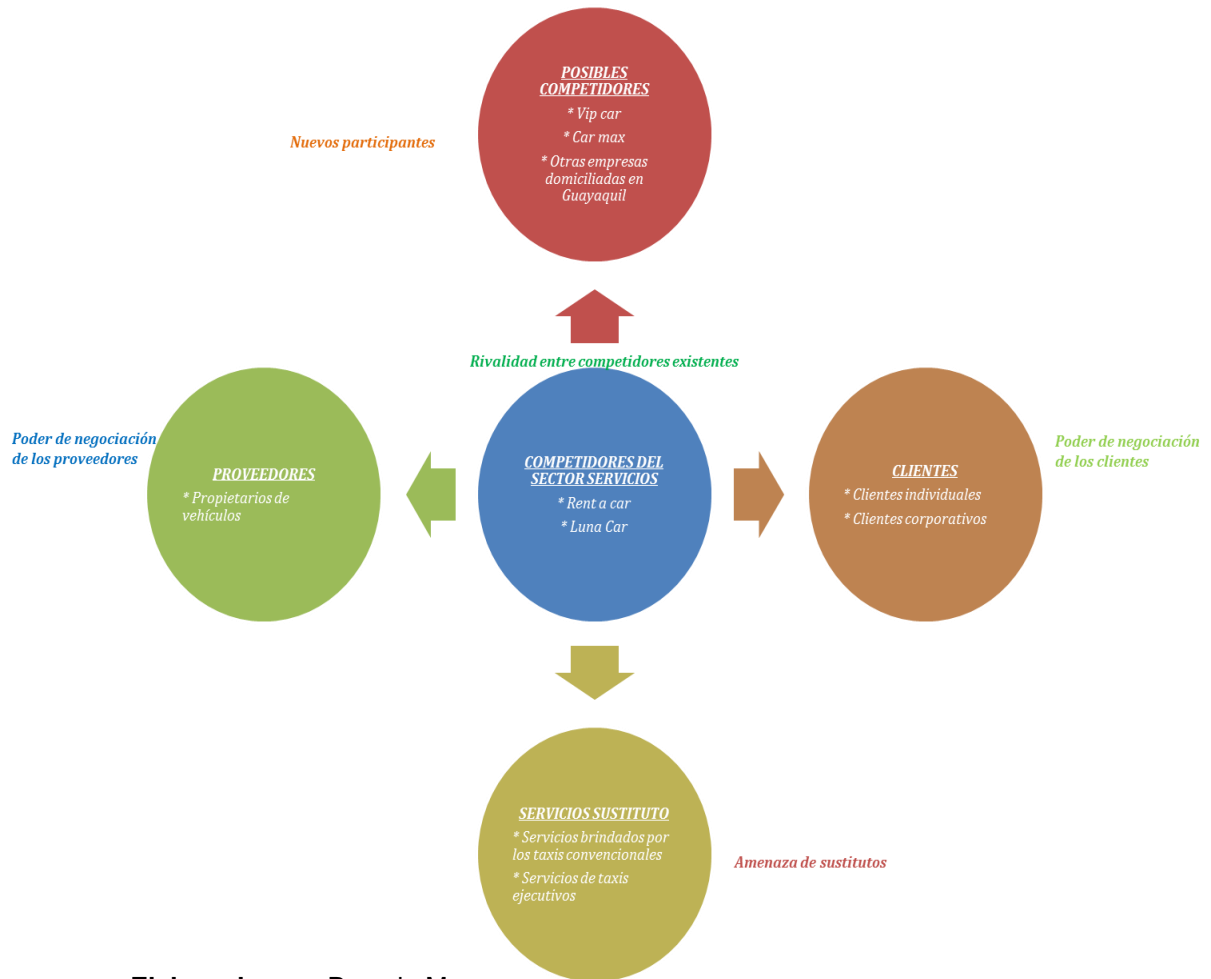 POSIBLES
COMPETIDORES
* Vip car
* Car max
* Otras empresas
domiciliadas en
Guayaquil
Nuevos participantes
Rivalidad entre competidores existentes
Poder de negociación
de los proveedores
PROVEEDORES
* Propietarios de
vehículos
COMPETIDORES DEL
SECTOR SERVICIOS
* Rent a car
* Luna Car
CLIENTES
* Clientes individuales
* Clientes corporativos
Poder de negociación
de los clientes
SERVICIOS SUSTITUTO
* Servicios brindados por
los taxis convencionales
* Servicios de taxis
ejecutivos
Amenaza de sustitutos